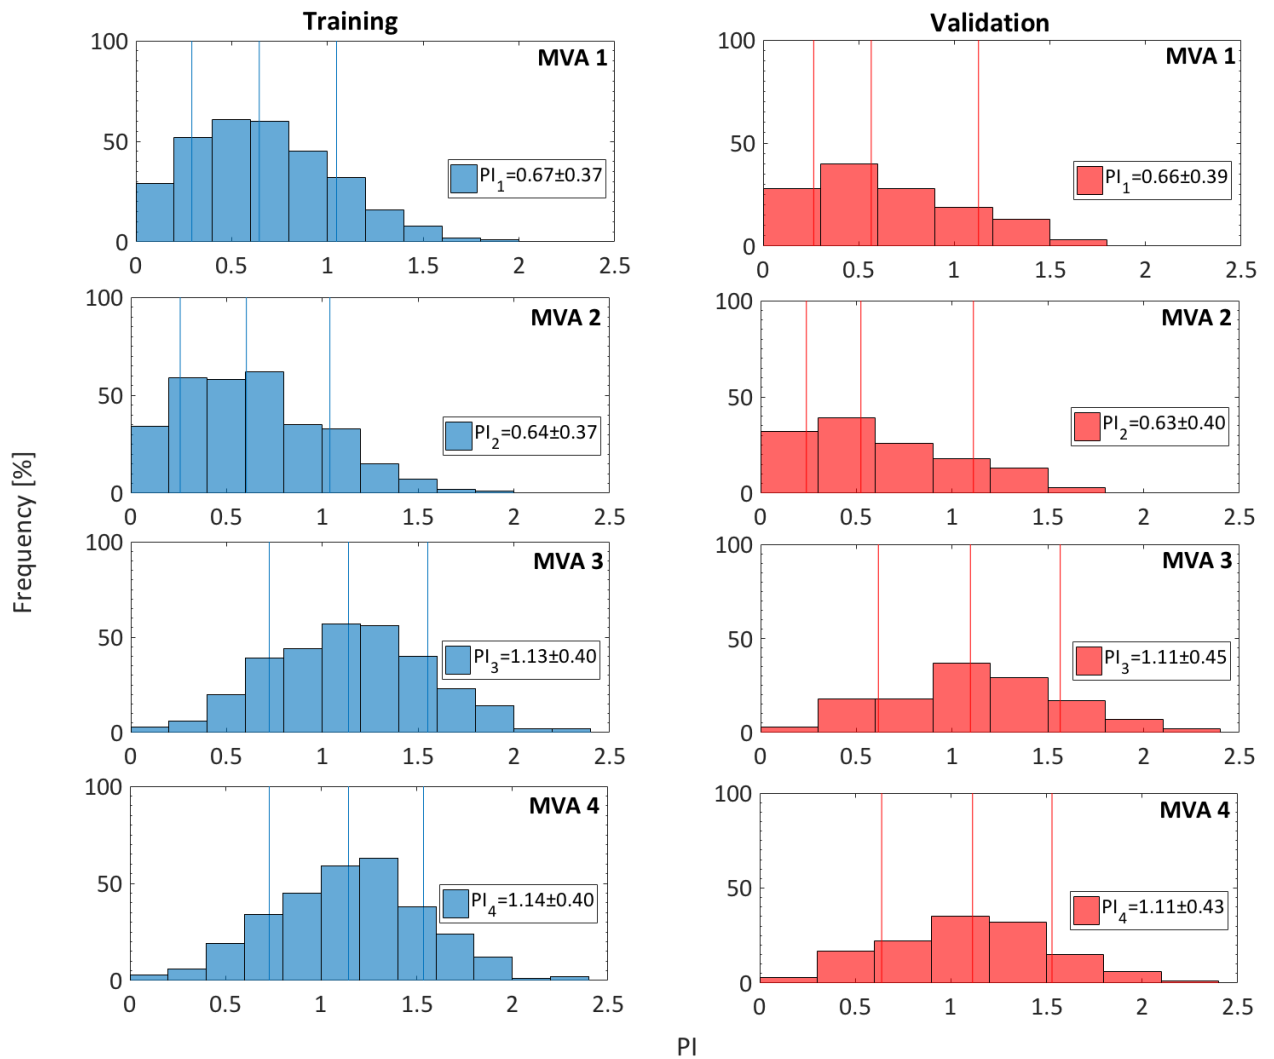 Training
Validation
100
50
0
MVA 1
PI1=0.67±0.37
0 0.5 1 1.5 2 2.5
100
50
0
MVA 1
PI1=0.66±0.39
0 0.5 1 1.5 2 2.5
100
50
0
MVA 2
PI2=0.64±0.37
0 0.5 1 1.5 2 2.5
100
50
0
MVA 2
PI2=0.63±0.40
0 0.5 1 1.5 2 2.5
Frequency [%]
100
50
0
MVA 3
PI3=1.13±0.40
0 0.5 1 1.5 2 2.5
100
50
0
MVA 3
PI3=1.11±0.45
0 0.5 1 1.5 2 2.5
100
50
0
MVA 4
PI4=1.14±0.40
0 0.5 1 1.5 2 2.5
100
50
0
MVA 4
PI4=1.11±0.43
0 0.5 1 1.5 2 2.5
PI